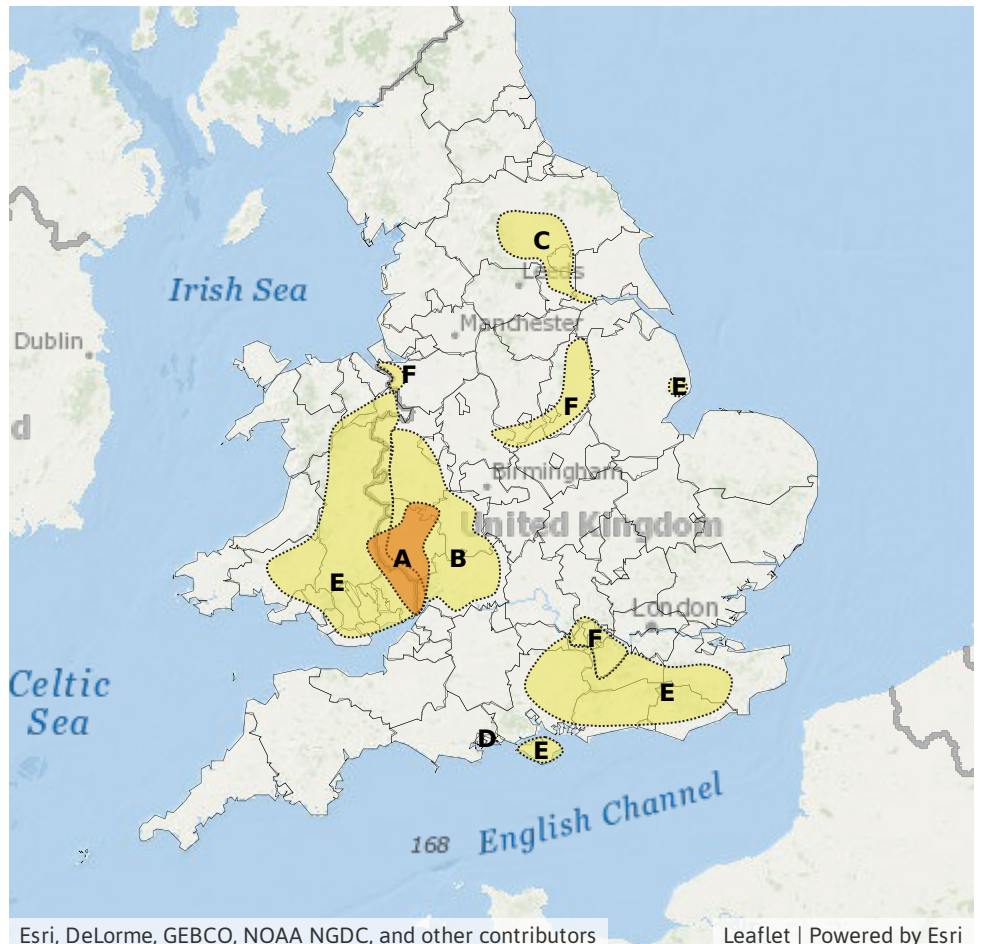 C
Leeds
Irish Sea
Manchester
Dublin
F
E
d
F
Birmingham
United Kingdom
A
B
E
London
F
Celtic
Sea
E
D
E
English Channel
168
Esri, DeLorme, GEBCO, NOAA NGDC, and other contributors
Leaflet | Powered by Esri